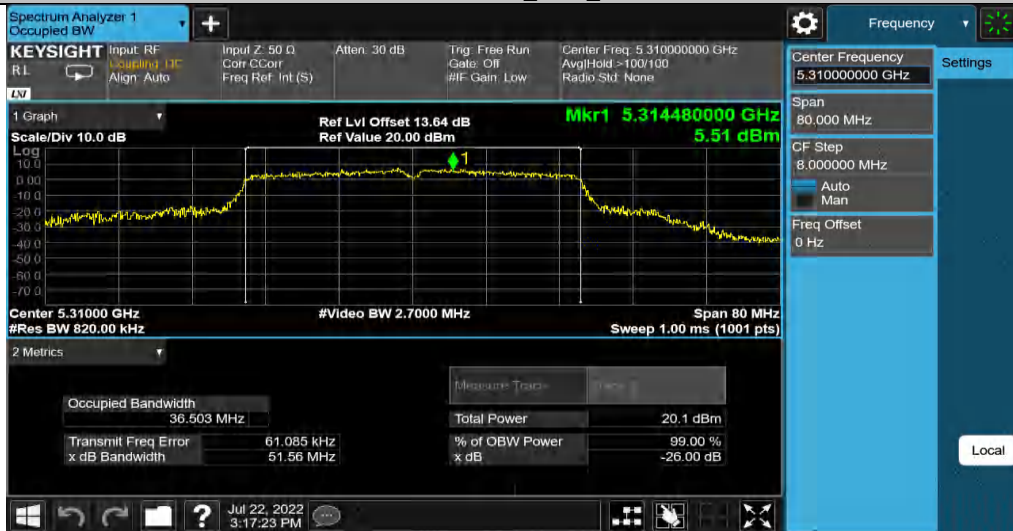 Spectrum Analyzer 1
Occupied BW
+
Frequency
KEYSIGHT
RL
LXI
Input: RF
Coupling: DC
Align: Auto
Input Z: 50 Ω
Corr CCorr
Freq Ref: Int (S)
Atten: 30 dB
Trig: Free Run
Gate: Off
#IF Gain: Low
Center Freq: 5.310000000 GHz
Avg|Hold >100/100
Radio Std: None
Center Frequency
5.310000000 GHz
Settings
Span
80.000 MHz
CF Step
8.000000 MHz
Auto
Man
Freq Offset
0 Hz
Local
1 Graph
Scale/Div 10.0 dB
Ref Lvl Offset 13.64 dB
Ref Value 20.00 dBm
Mkr1 5.314480000 GHz
5.51 dBm
Log
10.0
0.00
-10.0
-20.0
-30.0
-40.0
-50.0
-60.0
-70.0
1
Center 5.31000 GHz
#Video BW 2.7000 MHz
Span 80 MHz
#Res BW 820.00 kHz
Sweep 1.00 ms (1001 pts)
2 Metrics
Measure Trace
Occupied Bandwidth
36.503 MHz
Total Power 20.1 dBm
Transmit Freq Error 61.085 kHz
% of OBW Power 99.00 %
x dB Bandwidth 51.56 MHz
x dB -26.00 dB
?
Jul 22, 2022
3:17:23 PM